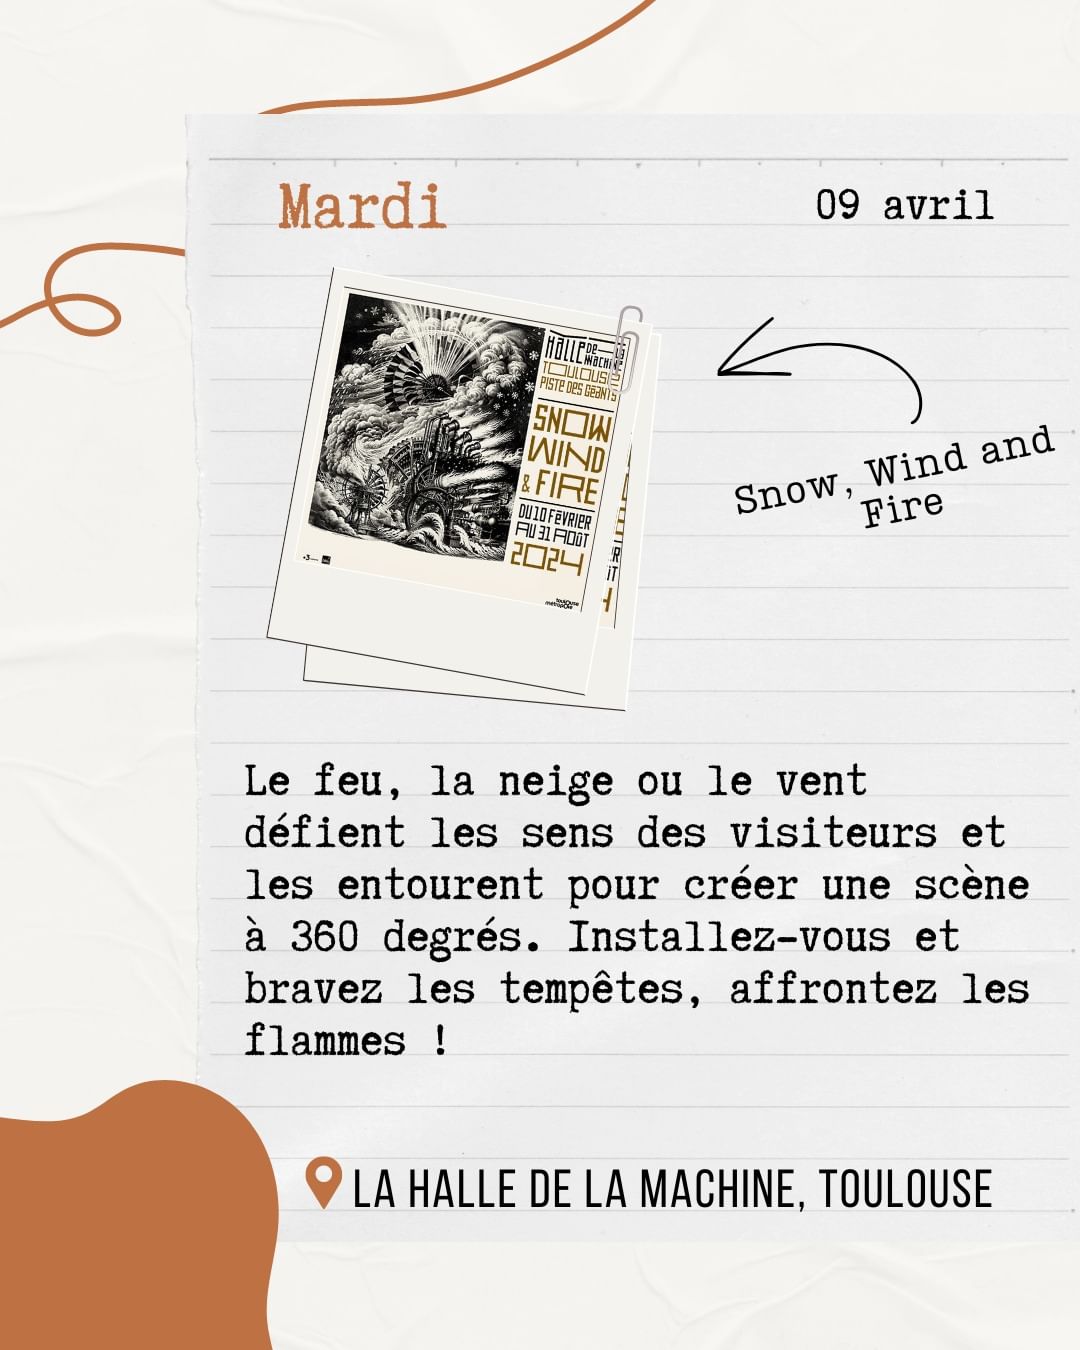 Mardi
09 avril
Halle de la
machine
Toulouse
Piste des Géants
SNOW
WIND
& FIRE
DU 10 FÉVRIER
AU 31 AOÛT
2024
toulouse
métropole
Snow, Wind and
Fire
Le feu, la neige ou le vent
défient les sens des visiteurs et
les entourent pour créer une scène
à 360 degrés. Installez-vous et
bravez les tempêtes, affrontez les
flammes !
LA HALLE DE LA MACHINE, TOULOUSE